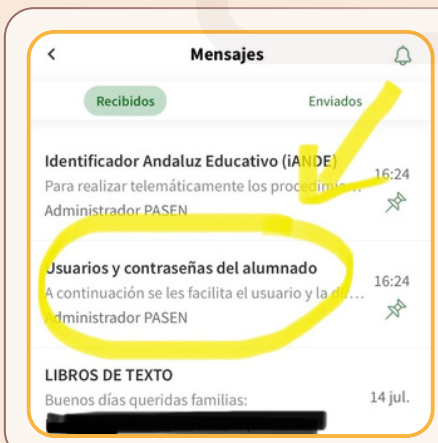 Mensajes
Recibidos
Enviados
Identificador Andaluz Educativo (iANDE)
16:24
Para realizar telemáticamente los
Administrador PASEN
Usuarios y contraseñas del alumnado
16:24
A continuación se les facilita el usuario y la
Administrador PASEN
LIBROS DE TEXTO
Buenos días queridas familias:
14 jul.